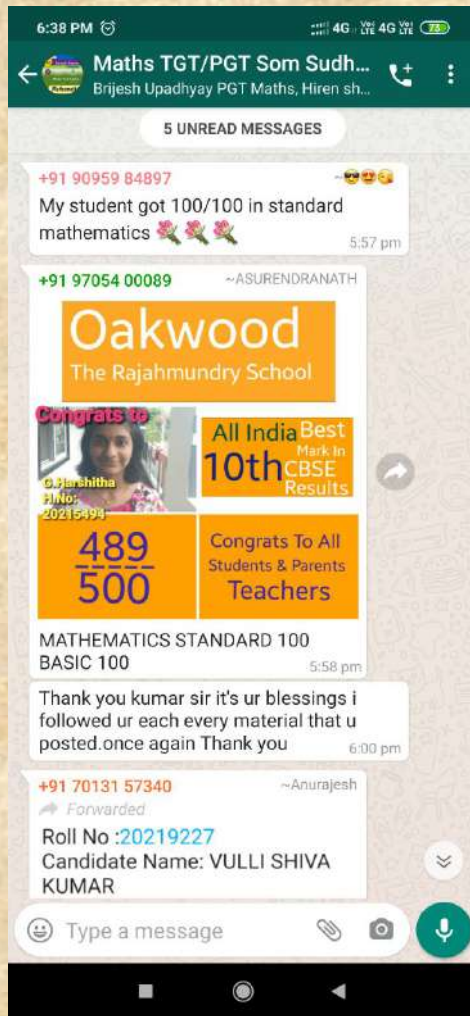 6:38 PM
4G VoI LTE 4G VoI LTE 73
Maths TGT/PGT Som Sudh...
Brijesh Upadhyay PGT Maths, Hiren sh...
5 UNREAD MESSAGES
+91 90959 84897 ~😎😍😘
My student got 100/100 in standard
mathematics 💐💐💐
5:57 pm
+91 97054 00089 ~ASURENDRANATH
Oakwood
The Rajahmundry School
Congrats to
G.Harshitha
H.No:
20215494
All India Best
Mark In
10th CBSE
Results
489
500
Congrats To All
Students & Parents
Teachers
MATHEMATICS STANDARD 100
BASIC 100
5:58 pm
Thank you kumar sir it's ur blessings i
followed ur each every material that u
posted.once again Thank you
6:00 pm
+91 70131 57340 ~Anurajesh
Forwarded
Roll No :20219227
Candidate Name: VULLI SHIVA
KUMAR
Type a message